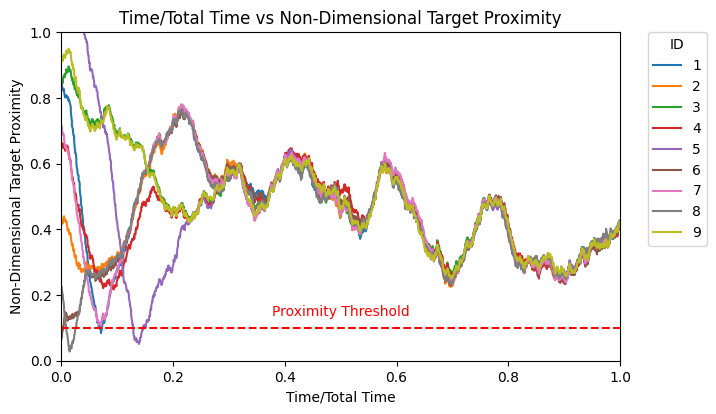 Time/Total Time vs Non-Dimensional Target Proximity
Non-Dimensional Target Proximity
1.0
0.8
0.6
0.4
0.2
0.0
Proximity Threshold
0.0 0.2 0.4 0.6 0.8 1.0
Time/Total Time
ID
1
2
3
4
5
6
7
8
9